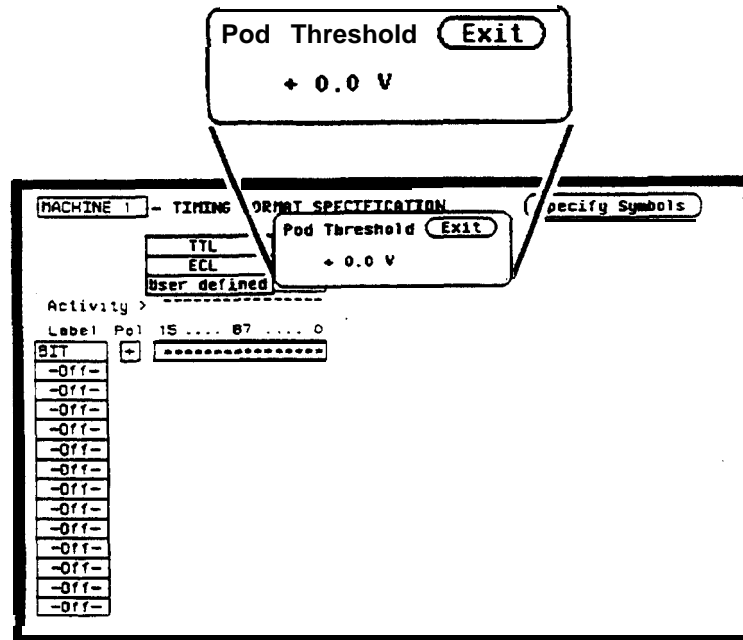 Pod Threshold Exit
+ 0.0 V
MACHINE 1 - TIMING FORMAT SPECIFICATION Specify Symbols
Pod Threshold Exit
+ 0.0 V
TTL
ECL
User defined
Activity > ----------------
Label Pol 15 .... 87 .... 0
BIT + ****************
-Off-
-Off-
-Off-
-Off-
-Off-
-Off-
-Off-
-Off-
-Off-
-Off-
-Off-
-Off-
-Off-